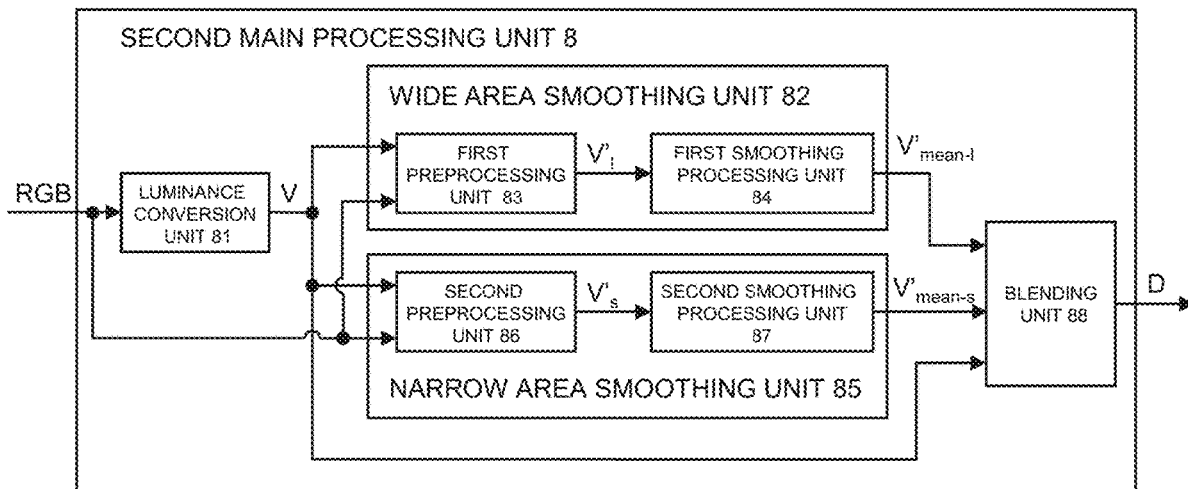 SECOND MAIN PROCESSING UNIT 8
WIDE AREA SMOOTHING UNIT 82
FIRST
PREPROCESSING
UNIT 83
V'l
FIRST SMOOTHING
PROCESSING UNIT
84
V'mean-l
RGB
LUMINANCE
CONVERSION
UNIT 81
V
SECOND
PREPROCESSING
UNIT 86
V's
SECOND SMOOTHING
PROCESSING UNIT
87
V'mean-s
NARROW AREA SMOOTHING UNIT 85
BLENDING
UNIT 88
D